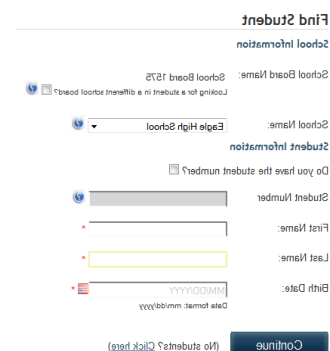 Find Student
School Information
School Board Name: School Board 1575
Looking for a student in a different school board?
School Name: Eagle High School
Student Information
Do you have the student number?
Student Number
First Name: *
Last Name: *
Birth Date: MM/DD/YYYY *
Date format: mm/dd/yyyy
Continue (No students? Click here)